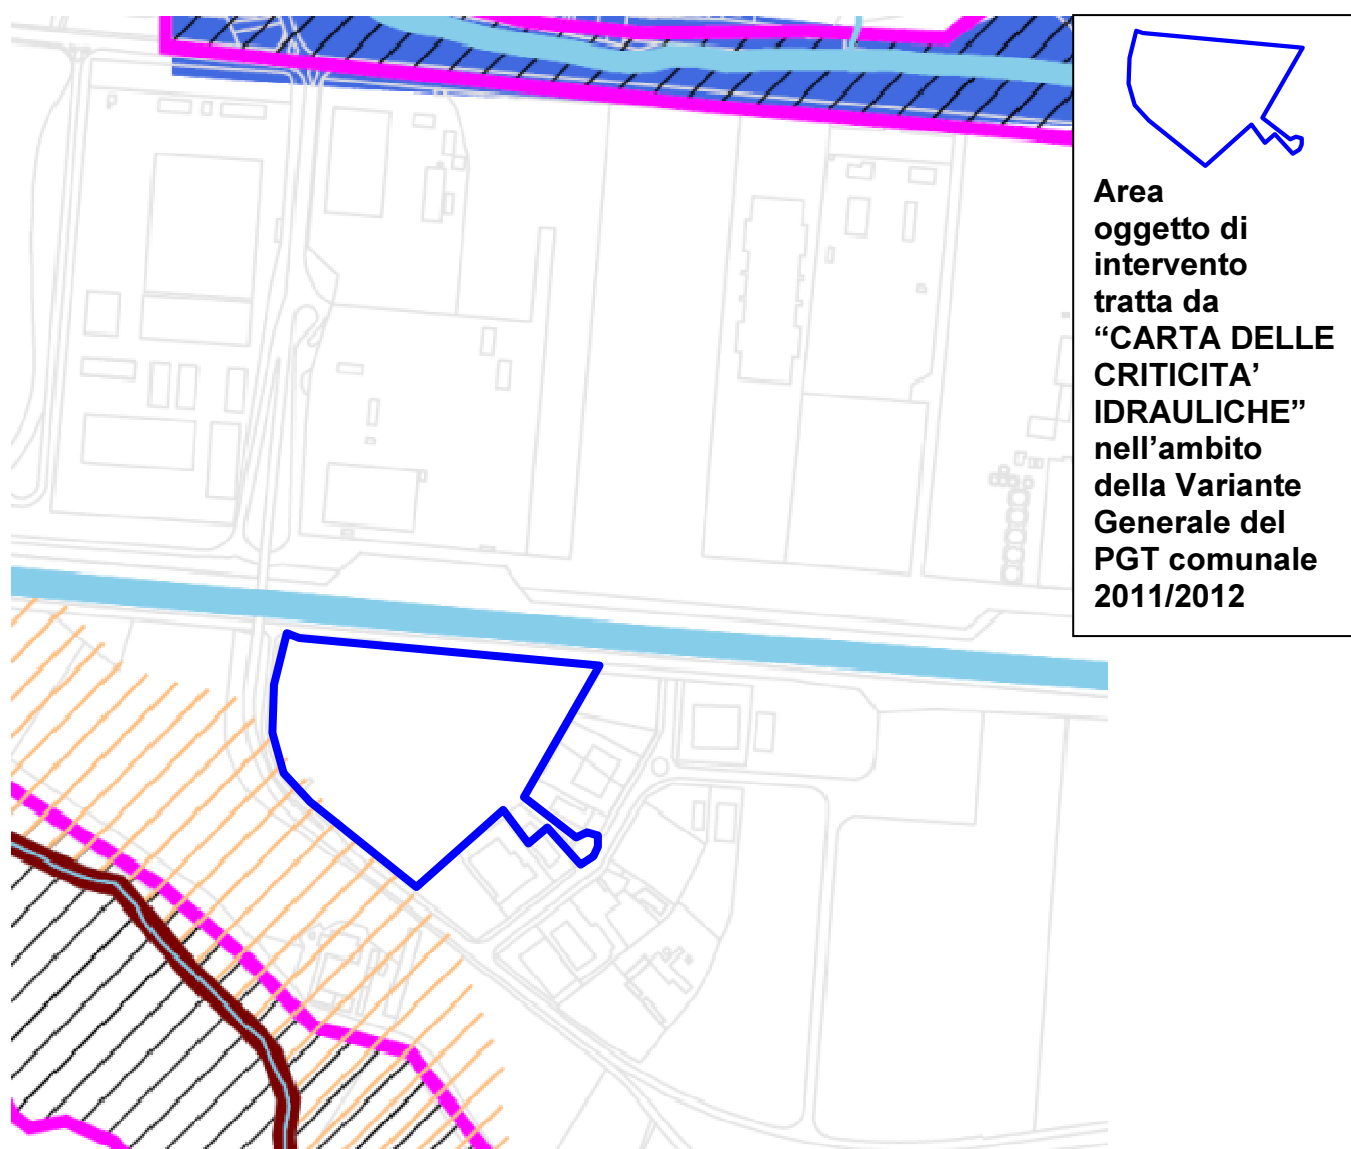 Area
oggetto di
intervento
tratta da
“CARTA DELLE
CRITICITA’
IDRAULICHE”
nell’ambito
della Variante
Generale del
PGT comunale
2011/2012